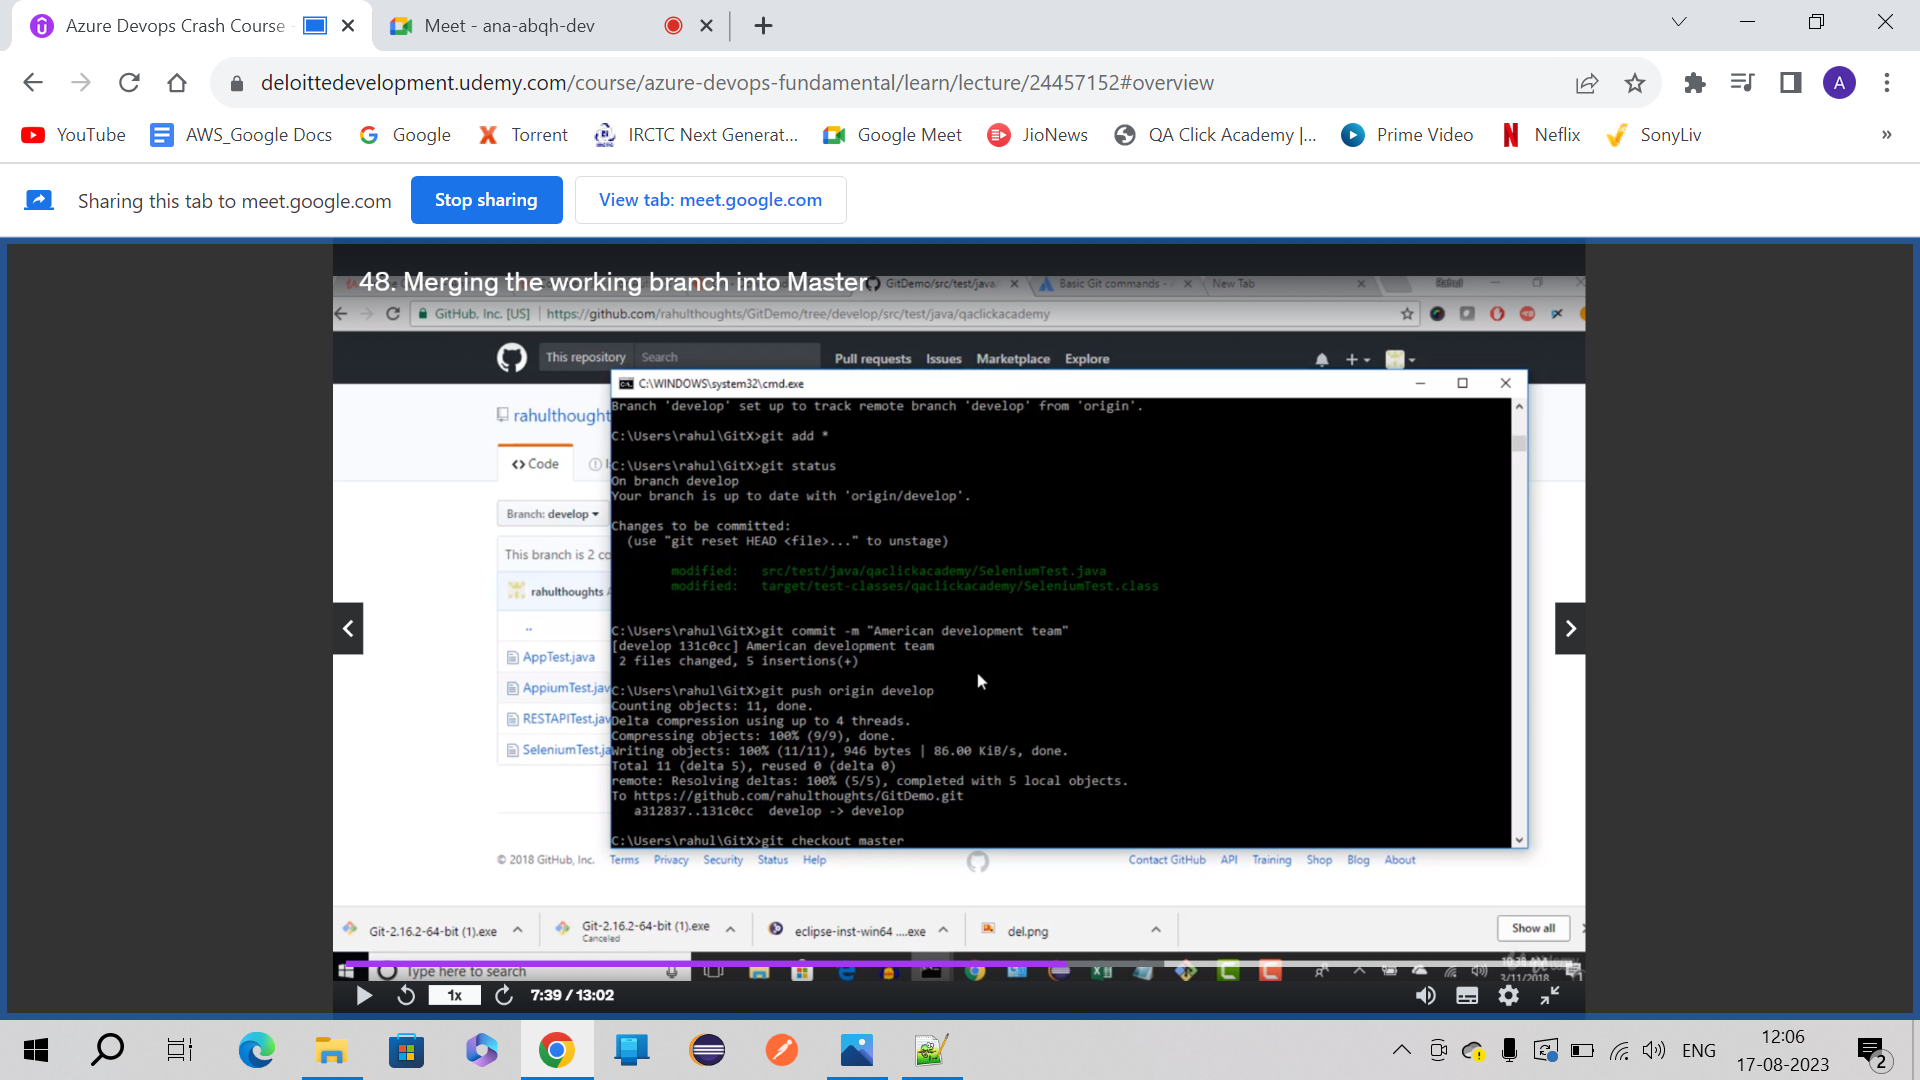 Azure Devops Crash Course
Meet - ana-abqh-dev
deloittedevelopment.udemy.com/course/azure-devops-fundamental/learn/lecture/24457152#overview
A
YouTube AWS_Google Docs Google Torrent IRCTC Next Generat... Google Meet JioNews QA Click Academy |... Prime Video Neflix SonyLiv »
Sharing this tab to meet.google.com Stop sharing View tab: meet.google.com
48. Merging the working branch into Master
GitDemo/src/test/java/ Basic Git commands - New Tab
GitHub, Inc. [US] https://github.com/rahulthoughts/GitDemo/tree/develop/src/test/java/qaclickacademy
This repository Search Pull requests Issues Marketplace Explore
C:\WINDOWS\system32\cmd.exe
rahulthought
Code
Branch: develop
This branch is 2 co
rahulthoughts
..
AppTest.java
AppiumTest.jav
RESTAPITest.jav
SeleniumTest.ja
Branch 'develop' set up to track remote branch 'develop' from 'origin'.
C:\Users\rahul\GitX>git add *
C:\Users\rahul\GitX>git status
On branch develop
Your branch is up to date with 'origin/develop'.
Changes to be committed:
(use "git reset HEAD <file>..." to unstage)
modified: src/test/java/qaclickacademy/SeleniumTest.java
modified: target/test-classes/qaclickacademy/SeleniumTest.class
C:\Users\rahul\GitX>git commit -m "American development team"
[develop 131c0cc] American development team
2 files changed, 5 insertions(+)
C:\Users\rahul\GitX>git push origin develop
Counting objects: 11, done.
Delta compression using up to 4 threads.
Compressing objects: 100% (9/9), done.
Writing objects: 100% (11/11), 946 bytes | 86.00 KiB/s, done.
Total 11 (delta 5), reused 0 (delta 0)
remote: Resolving deltas: 100% (5/5), completed with 5 local objects.
To https://github.com/rahulthoughts/GitDemo.git
a312837..131c0cc develop -> develop
C:\Users\rahul\GitX>git checkout master
© 2018 GitHub, Inc. Terms Privacy Security Status Help Contact GitHub API Training Shop Blog About
Git-2.16.2-64-bit (1).exe
Git-2.16.2-64-bit (1).exe
Canceled
eclipse-inst-win64 ....exe
del.png
Show all
Type here to search
3/11/2018
1x 7:39 / 13:02
ENG
12:06
17-08-2023
2